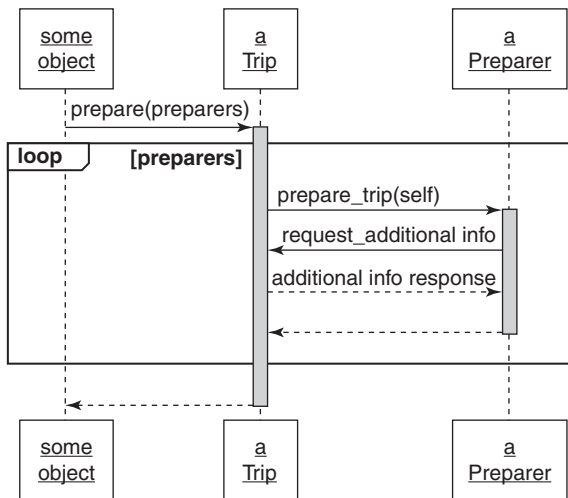 some
object
a
Trip
a
Preparer
prepare(preparers)
loop
[preparers]
prepare_trip(self)
request_additional info
additional info response
some
object
a
Trip
a
Preparer